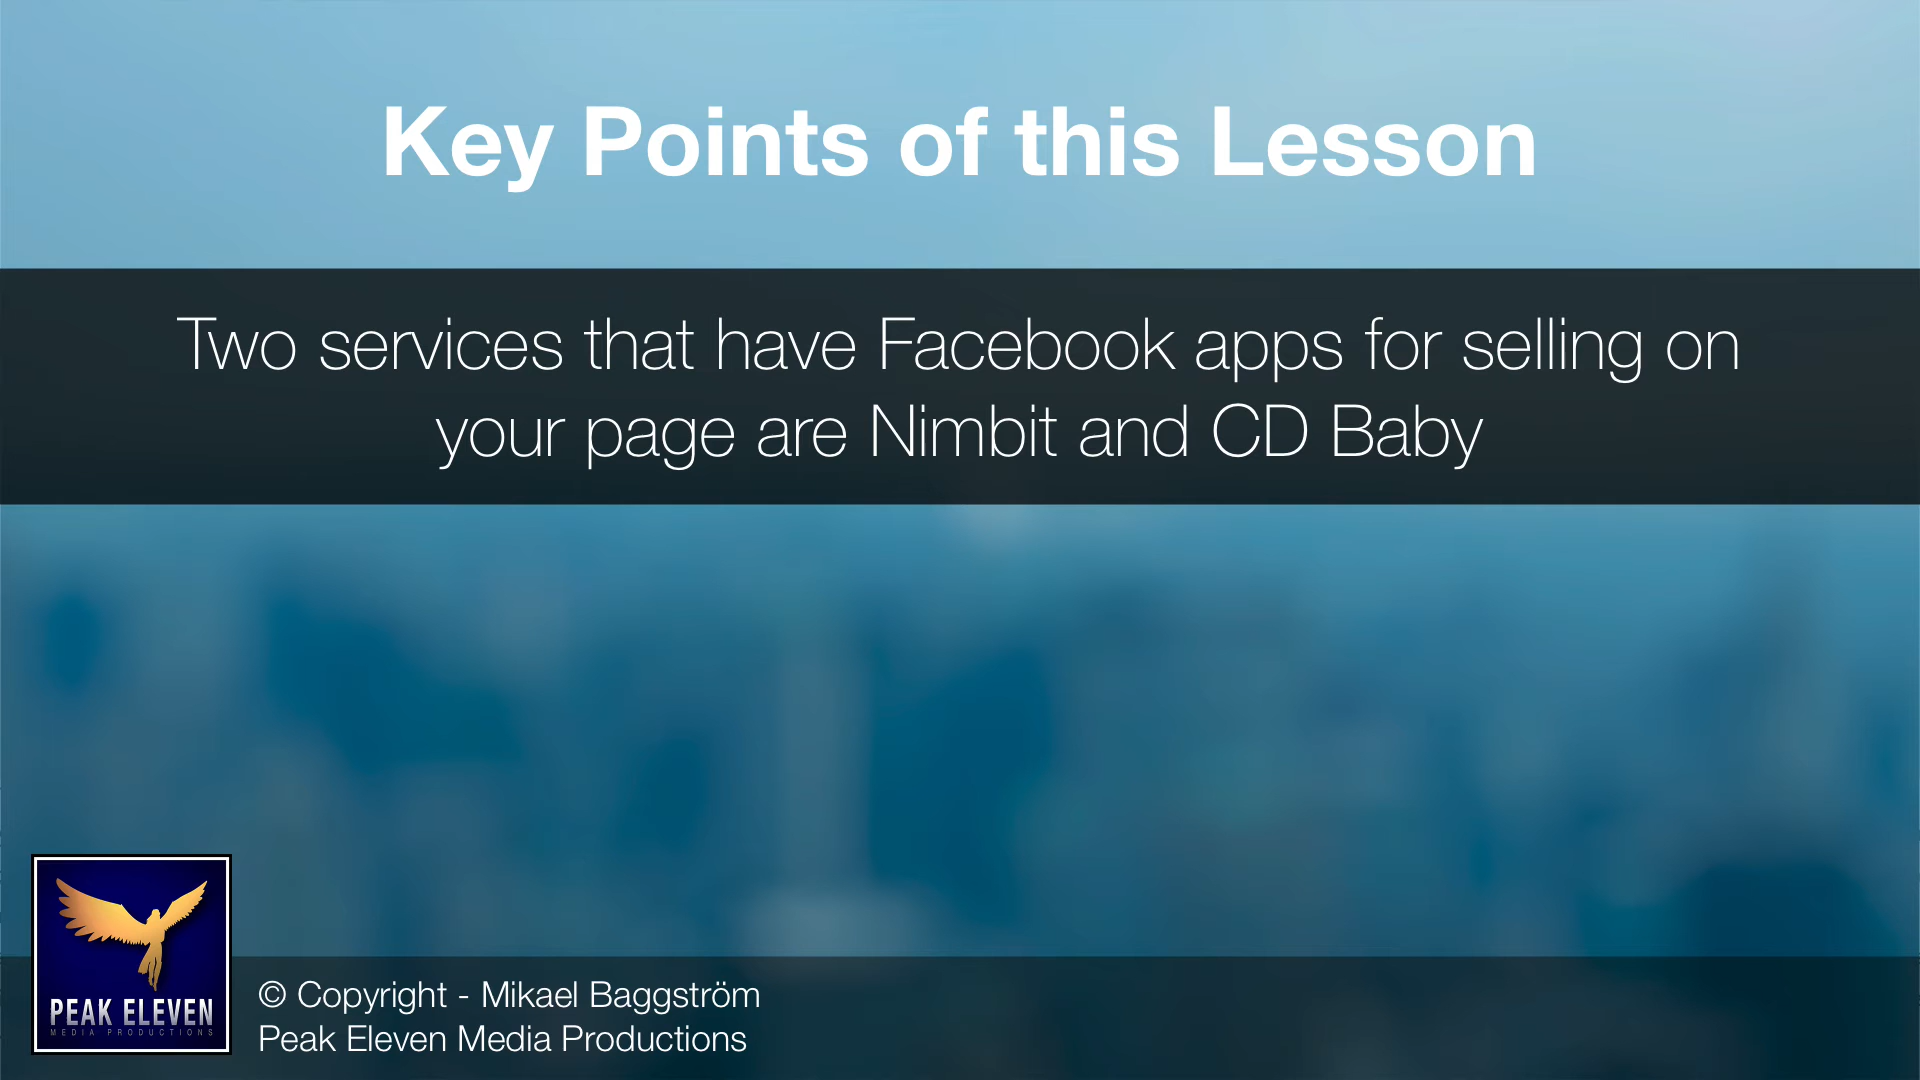 Key Points of this Lesson
Two services that have Facebook apps for selling on
your page are Nimbit and CD Baby
PEAK ELEVEN
MEDIA PRODUCTIONS
© Copyright - Mikael Baggström
Peak Eleven Media Productions